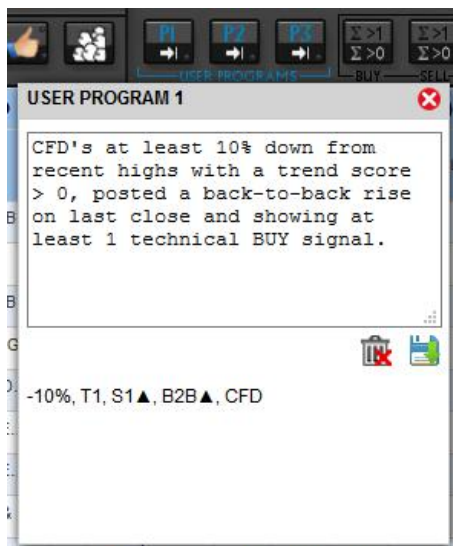 P1 P2 P3 Σ >1 Σ >1
Σ >0 Σ >0
USER PROGRAMS BUY SELL
USER PROGRAM 1
CFD's at least 10% down from
recent highs with a trend score
> 0, posted a back-to-back rise
on last close and showing at
least 1 technical BUY signal.
-10%, T1, S1▲, B2B▲, CFD